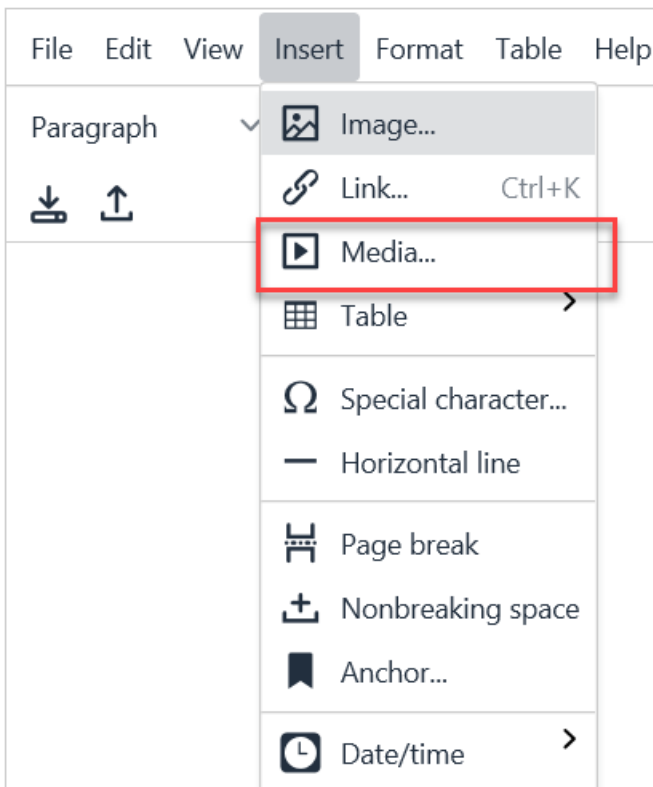 File Edit View Insert Format Table Help
Paragraph
Image...
Link... Ctrl+K
Media...
Table
Special character...
Horizontal line
Page break
Nonbreaking space
Anchor...
Date/time